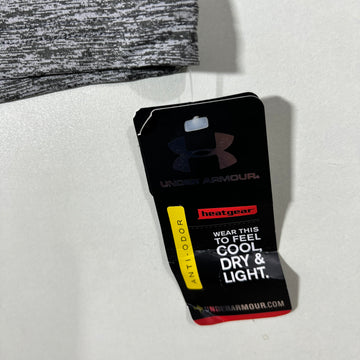 UNDER ARMOUR.
heatgear
ANTI-ODOR
WEAR THIS
TO FEEL
COOL,
DRY &
LIGHT.
UNDERARMOUR.COM